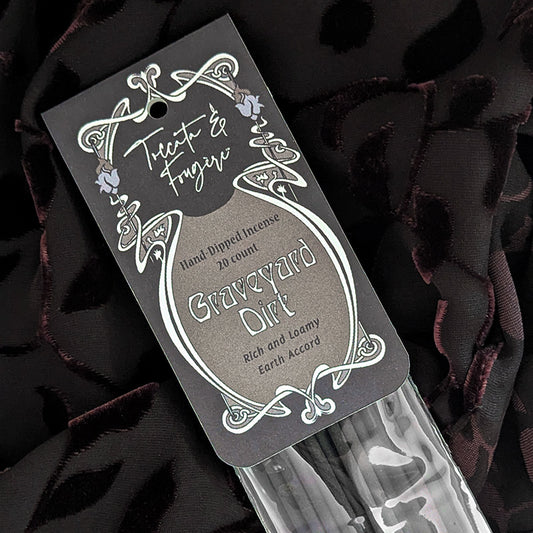 Toccata &
Fougère
Hand-Dipped Incense
20 count
Graveyard
Dirt
Rich and Loamy
Earth Accord